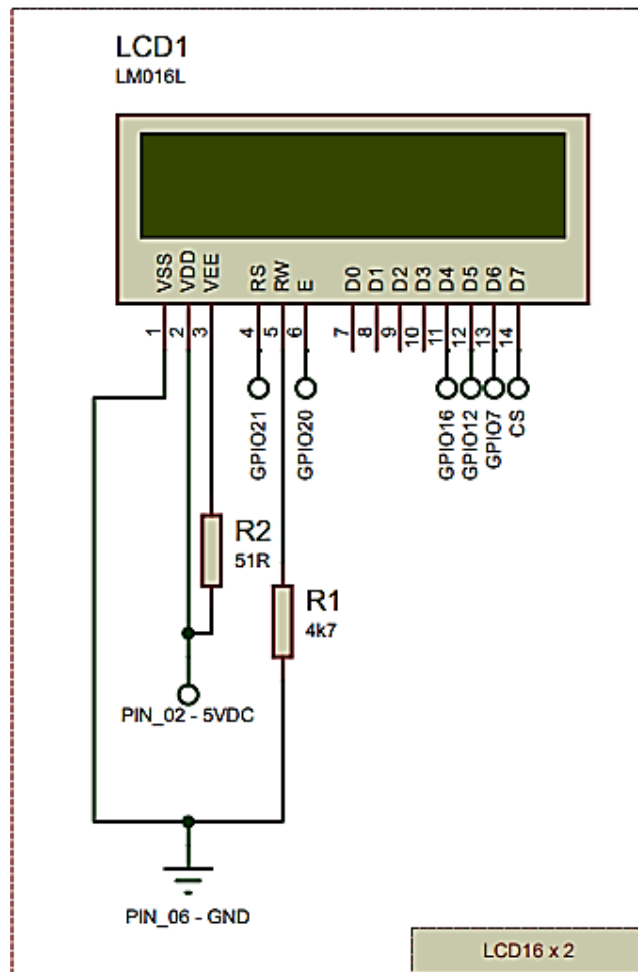 LCD1
LM016L
VSS
VDD
VEE
RS
RW
E
D0
D1
D2
D3
D4
D5
D6
D7
1
2
3
4
5
6
7
8
9
10
11
12
13
14
GPIO21
GPIO20
GPIO16
GPIO12
GPIO7
CS
R2
51R
R1
4k7
PIN_02 - 5VDC
PIN_06 - GND
LCD16 x 2